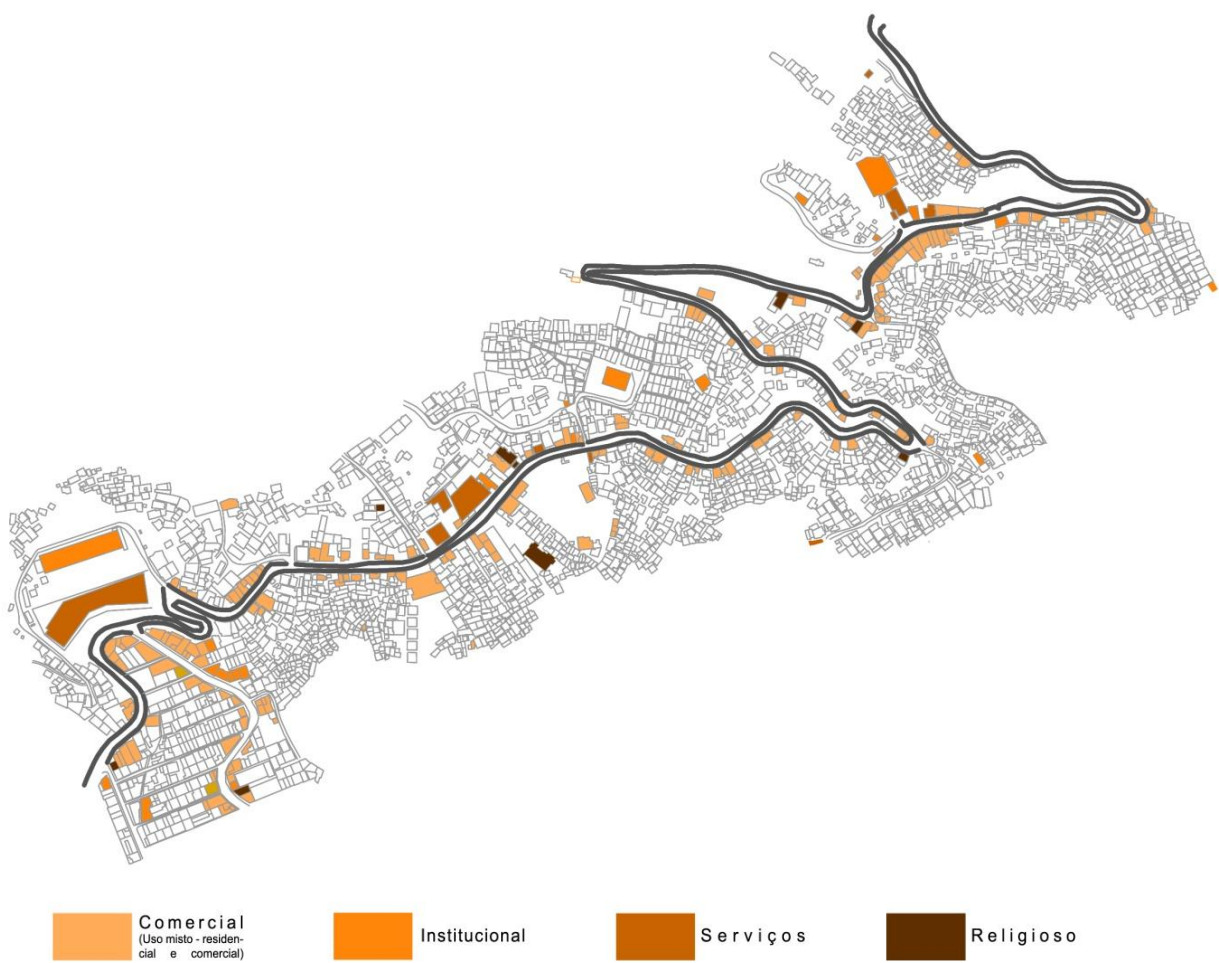 Comercial
(Uso misto - residen-
cial e comercial)
Institucional
Serviços
Religioso